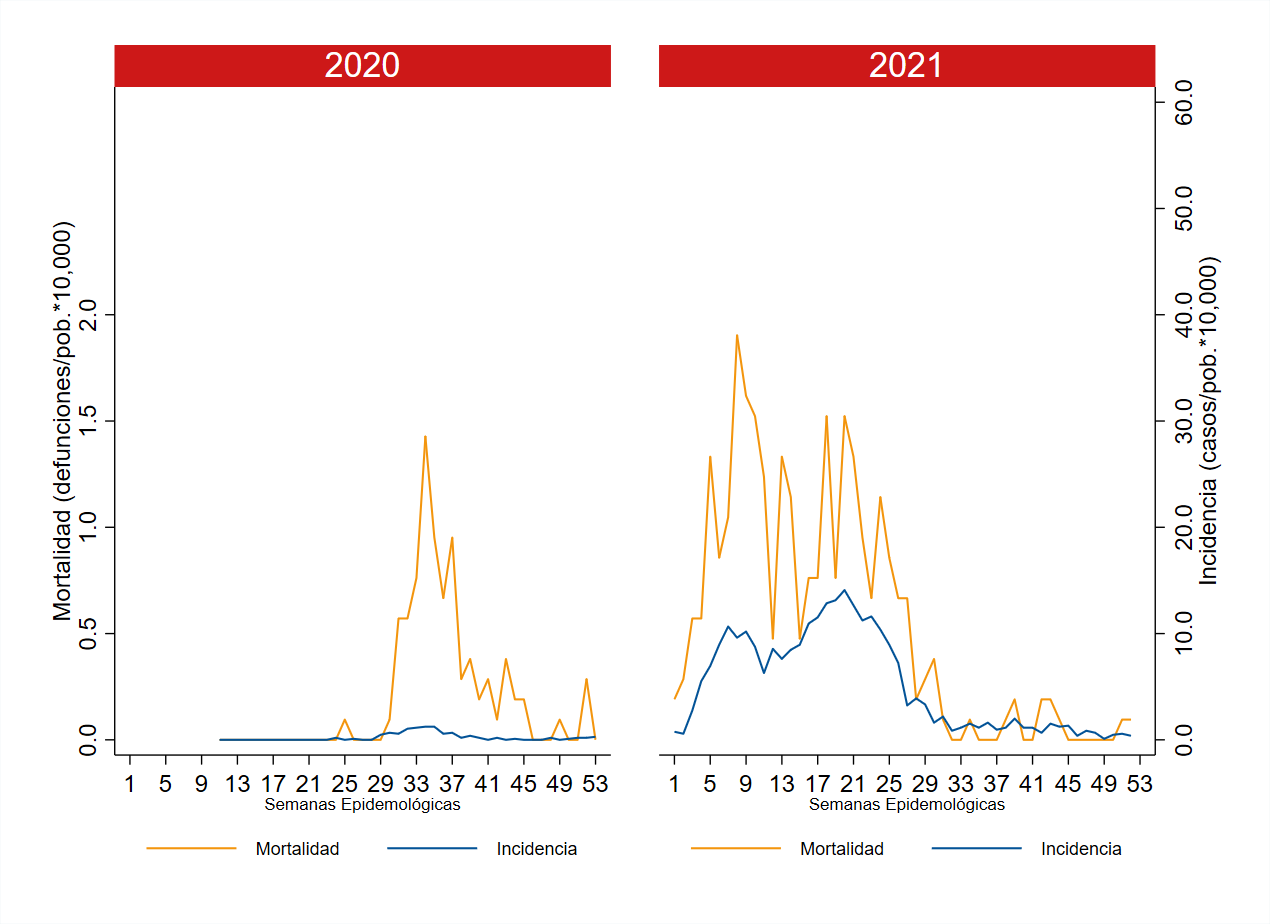 2020
2021
Mortalidad (defunciones/pob.*10,000)
2.0
1.5
1.0
0.5
0.0
60.0
50.0
40.0
30.0
20.0
10.0
0.0
Incidencia (casos/pob.*10,000)
1 5 9 13 17 21 25 29 33 37 41 45 49 53
Semanas Epidemológicas
1 5 9 13 17 21 25 29 33 37 41 45 49 53
Semanas Epidemológicas
Mortalidad Incidencia
Mortalidad Incidencia